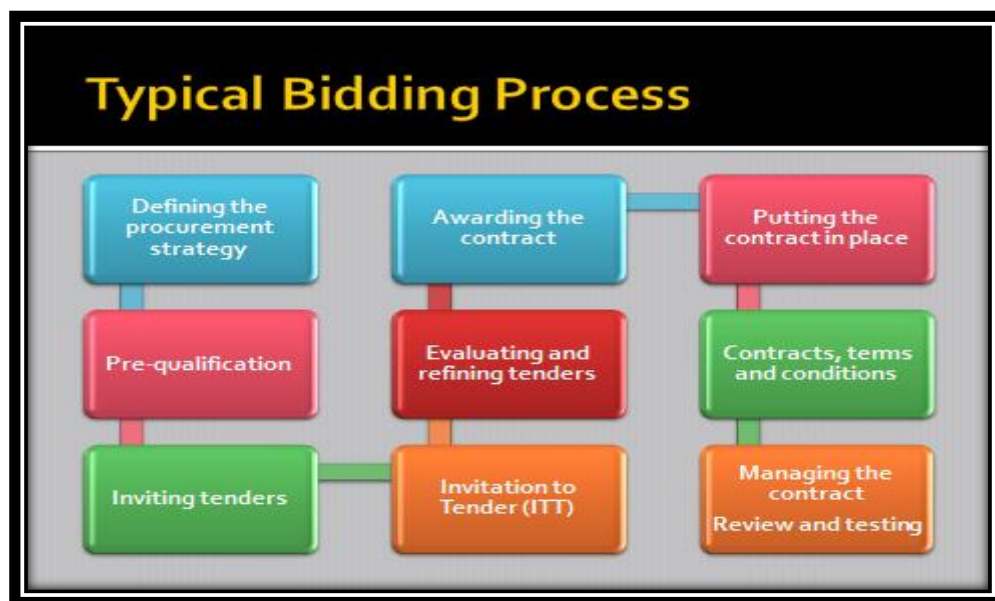 Typical Bidding Process
Defining the
procurement
strategy
Pre-qualification
Inviting tenders
Invitation to
Tender (ITT)
Evaluating and
refining tenders
Awarding the
contract
Putting the
contract in place
Contracts, terms
and conditions
Managing the
contract
Review and testing